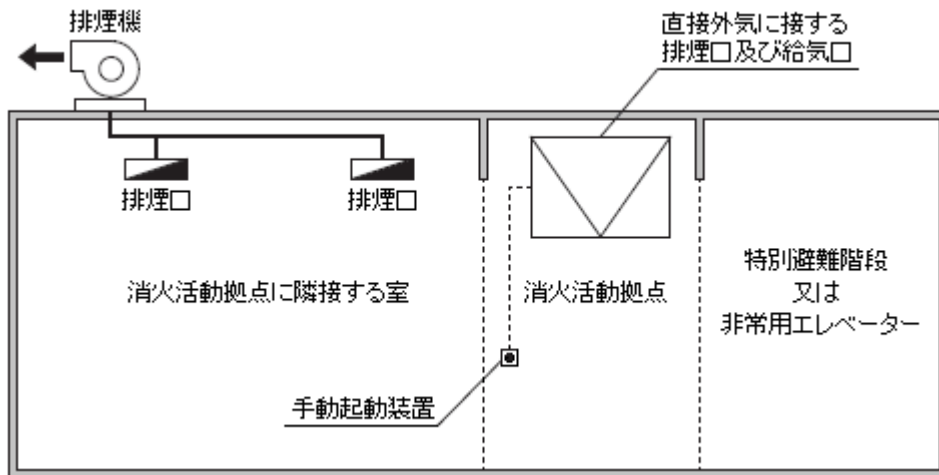 排煙機
直接外気に接する
排煙口及び給気口
排煙口
排煙口
消火活動拠点に隣接する室
消火活動拠点
特別避難階段
又は
非常用エレベーター
手動起動装置